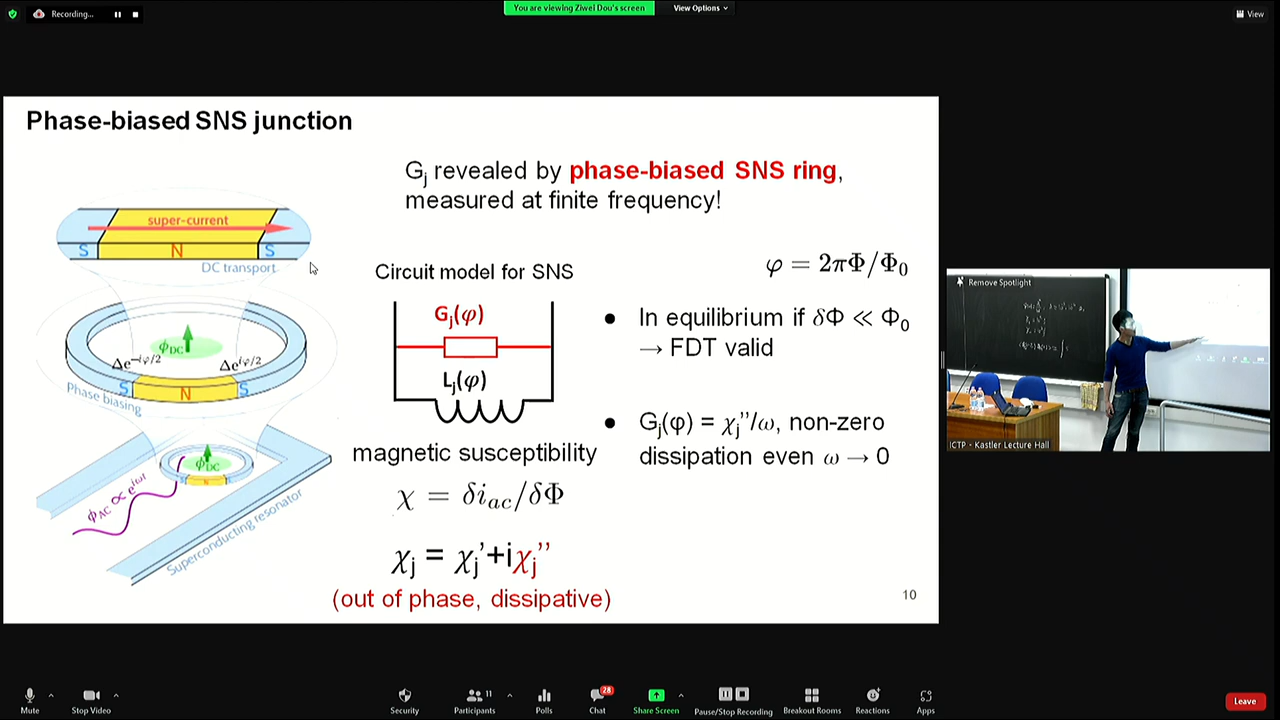 Recording...
You are viewing Ziwei Dou's screen
View Options
View
Phase-biased SNS junction
G_j revealed by phase-biased SNS ring,
measured at finite frequency!
super-current
S N S
DC transport
Circuit model for SNS
φ = 2πΦ/Φ₀
G_j(φ)
L_j(φ)
In equilibrium if δΦ ≪ Φ₀
→ FDT valid
ϕ_DC
Δe^{-iφ/2} Δe^{iφ/2}
S N S
Phase biasing
G_j(φ) = χ_j''/ω, non-zero
dissipation even ω → 0
magnetic susceptibility
χ = δi_ac/δΦ
ϕ_DC
N
ϕ_AC ∝ e^{iωt}
Superconducting resonator
χ_j = χ_j'+iχ_j''
(out of phase, dissipative)
10
Remove Spotlight
ICTP - Kastler Lecture Hall
Mute
Stop Video
Security
Participants
11
Polls
Chat
28
Share Screen
Pause/Stop Recording
Breakout Rooms
Reactions
Apps
Leave